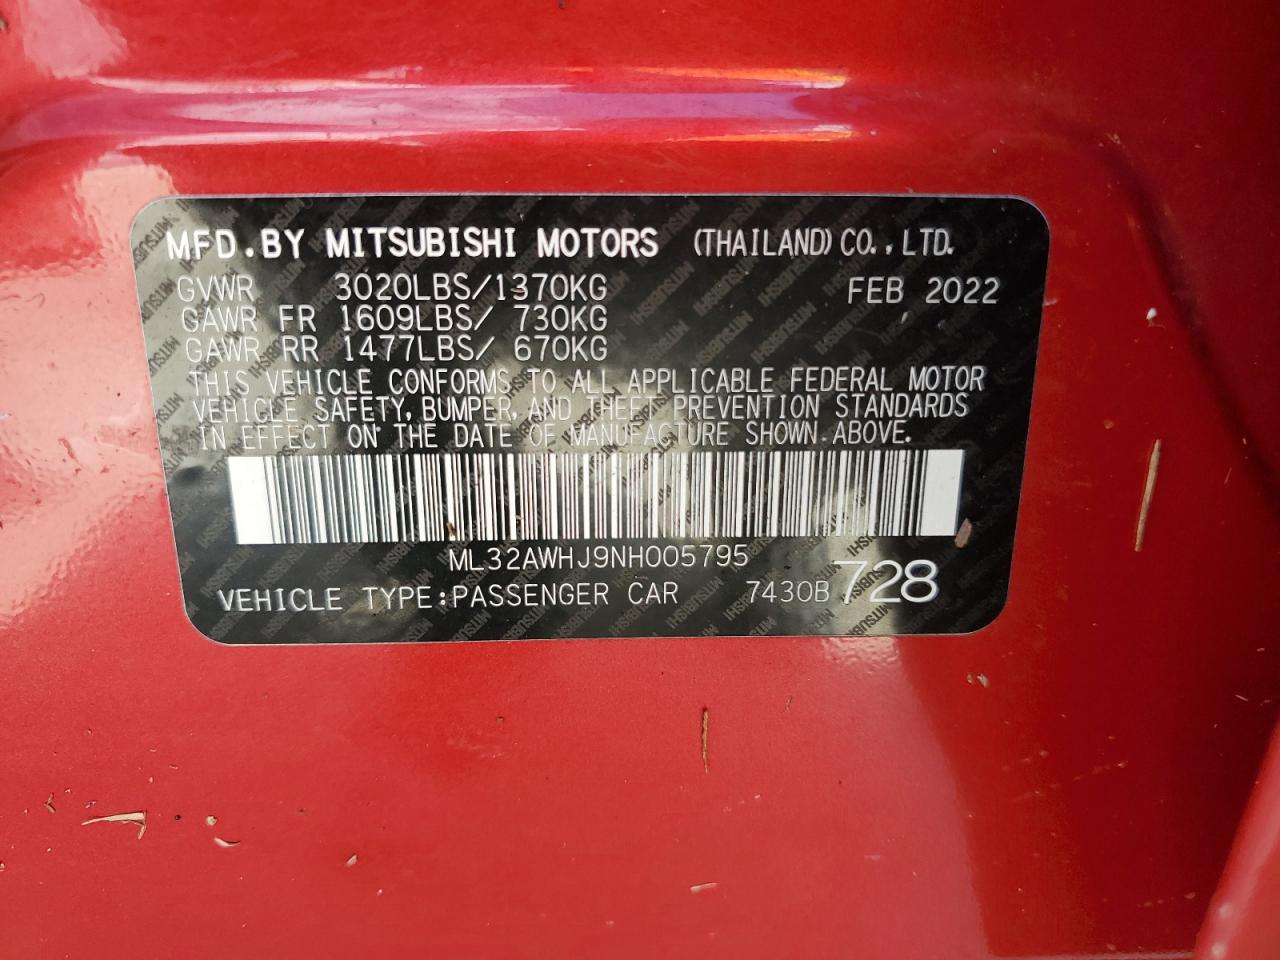 MFD.BY MITSUBISHI MOTORS (THAILAND) CO., LTD.
GVWR 3020LBS/1370KG FEB 2022
GAWR FR 1609LBS/ 730KG
GAWR RR 1477LBS/ 670KG
THIS VEHICLE CONFORMS TO ALL APPLICABLE FEDERAL MOTOR
VEHICLE SAFETY, BUMPER, AND THEFT PREVENTION STANDARDS
IN EFFECT ON THE DATE OF MANUFACTURE SHOWN ABOVE.
ML32AWHJ9NH005795
VEHICLE TYPE:PASSENGER CAR 7430B 728